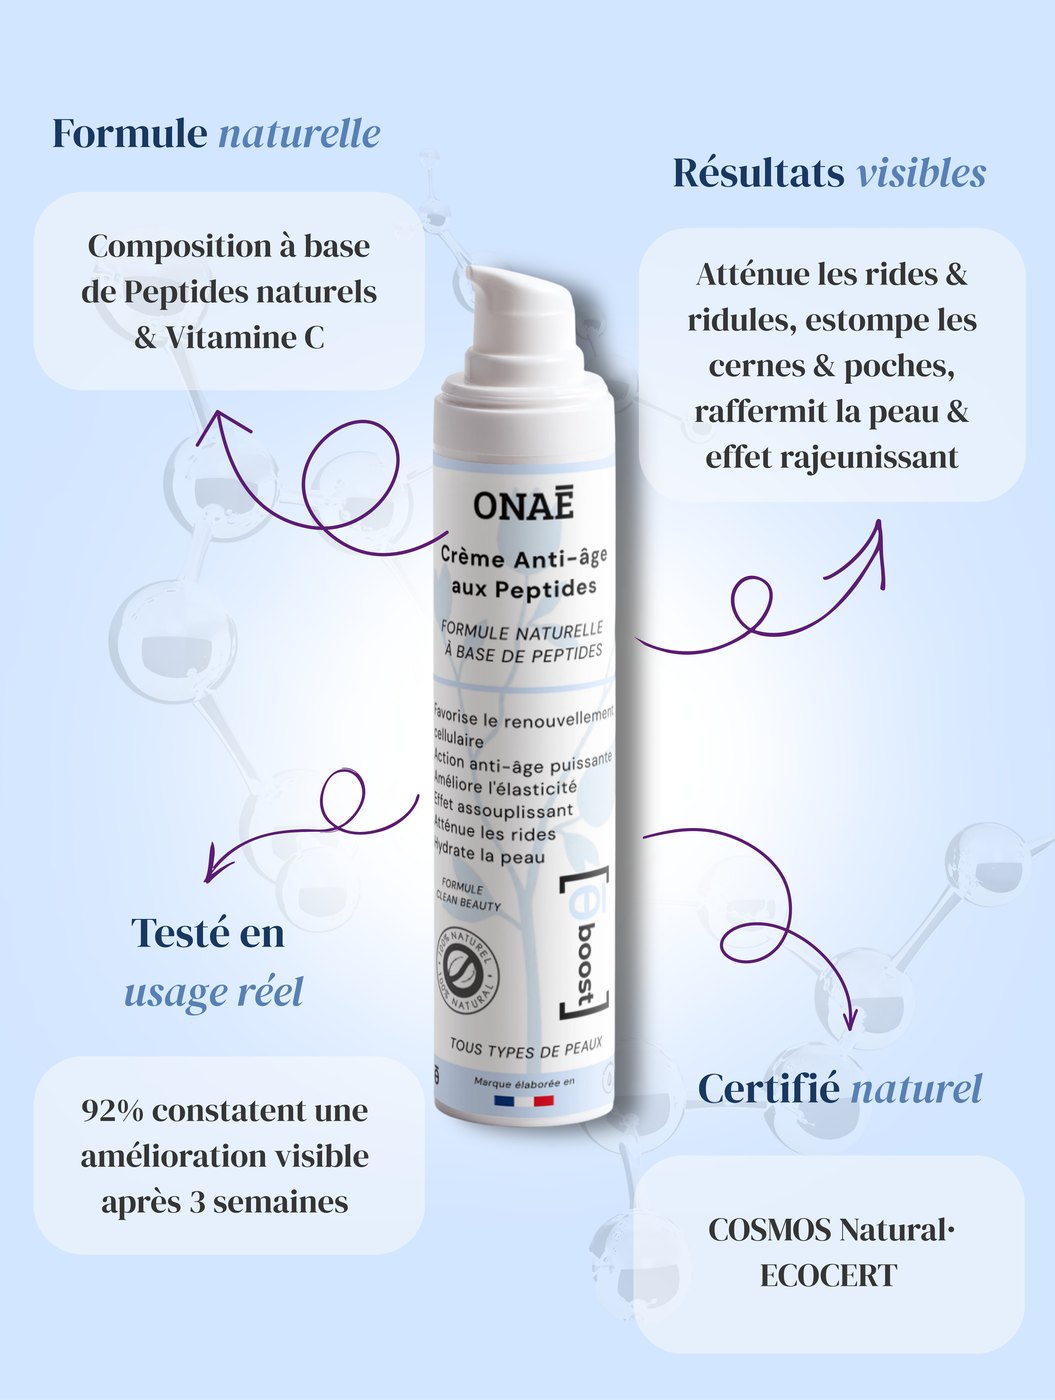 Formule naturelle
Composition à base
de Peptides naturels
& Vitamine C
Résultats visibles
Atténue les rides &
ridules, estompe les
cernes & poches,
raffermit la peau &
effet rajeunissant
ONAĒ
Crème Anti-âge
aux Peptides
FORMULE NATURELLE
À BASE DE PEPTIDES
Favorise le renouvellement
cellulaire
Action anti-âge puissante
Améliore l'élasticité
Effet assouplissant
Atténue les rides
Hydrate la peau
FORMULE
CLEAN BEAUTY
100% NATUREL
100% NATURAL
[ē boost]
TOUS TYPES DE PEAUX
Marque élaborée en
Testé en
usage réel
92% constatent une
amélioration visible
après 3 semaines
Certifié naturel
COSMOS Natural·
ECOCERT